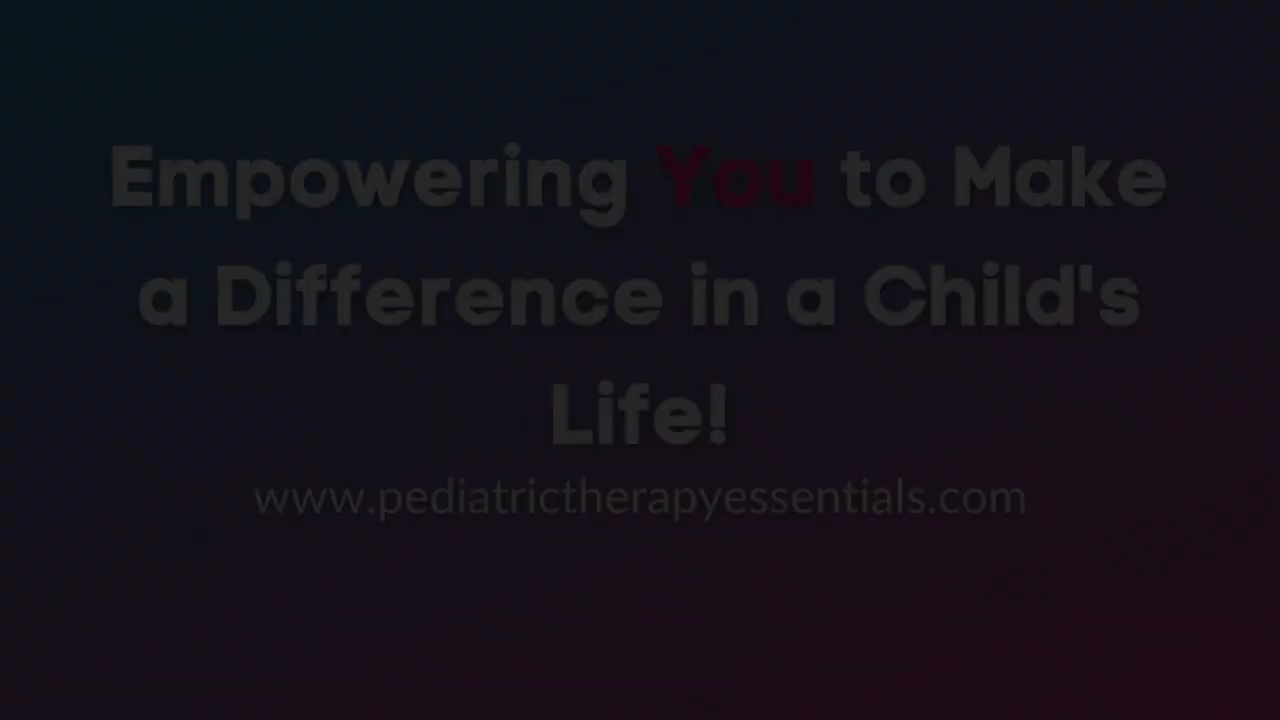 Empowering You to Make
a Difference in a Child's
Life!
www.pediatrictherapyessentials.com